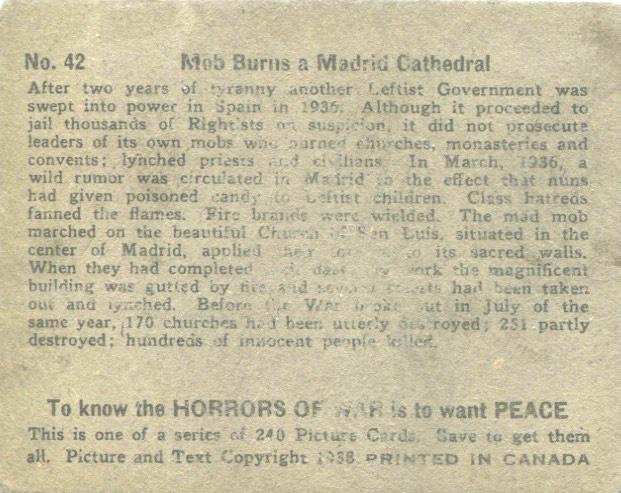 No. 42 Mob Burns a Madrid Cathedral
After two years of tyranny another Leftist Government was
swept into power in Spain in 1936. Although it proceeded to
jail thousands of Rightists on suspicion, it did not prosecute
leaders of its own mobs who burned churches, monasteries and
convents; lynched priests and civilians. In March, 1936, a
wild rumor was circulated in Madrid to the effect that nuns
had given poisoned candy to Leftist children. Class hatreds
fanned the flames. Fire brands were wielded. The mad mob
marched on the beautiful Church of San Luis, situated in the
center of Madrid, applied their to its sacred walls.
When they had completed work the magnificent
building was gutted by fire and several had been taken
out and lynched. Before the War broke out in July of the
same year, 170 churches had been utterly destroyed; 251 partly
destroyed; hundreds of innocent people killed.
To know the HORRORS OF WAR is to want PEACE
This is one of a series of 240 Picture Cards. Save to get them
all. Picture and Text Copyright 1938 PRINTED IN CANADA